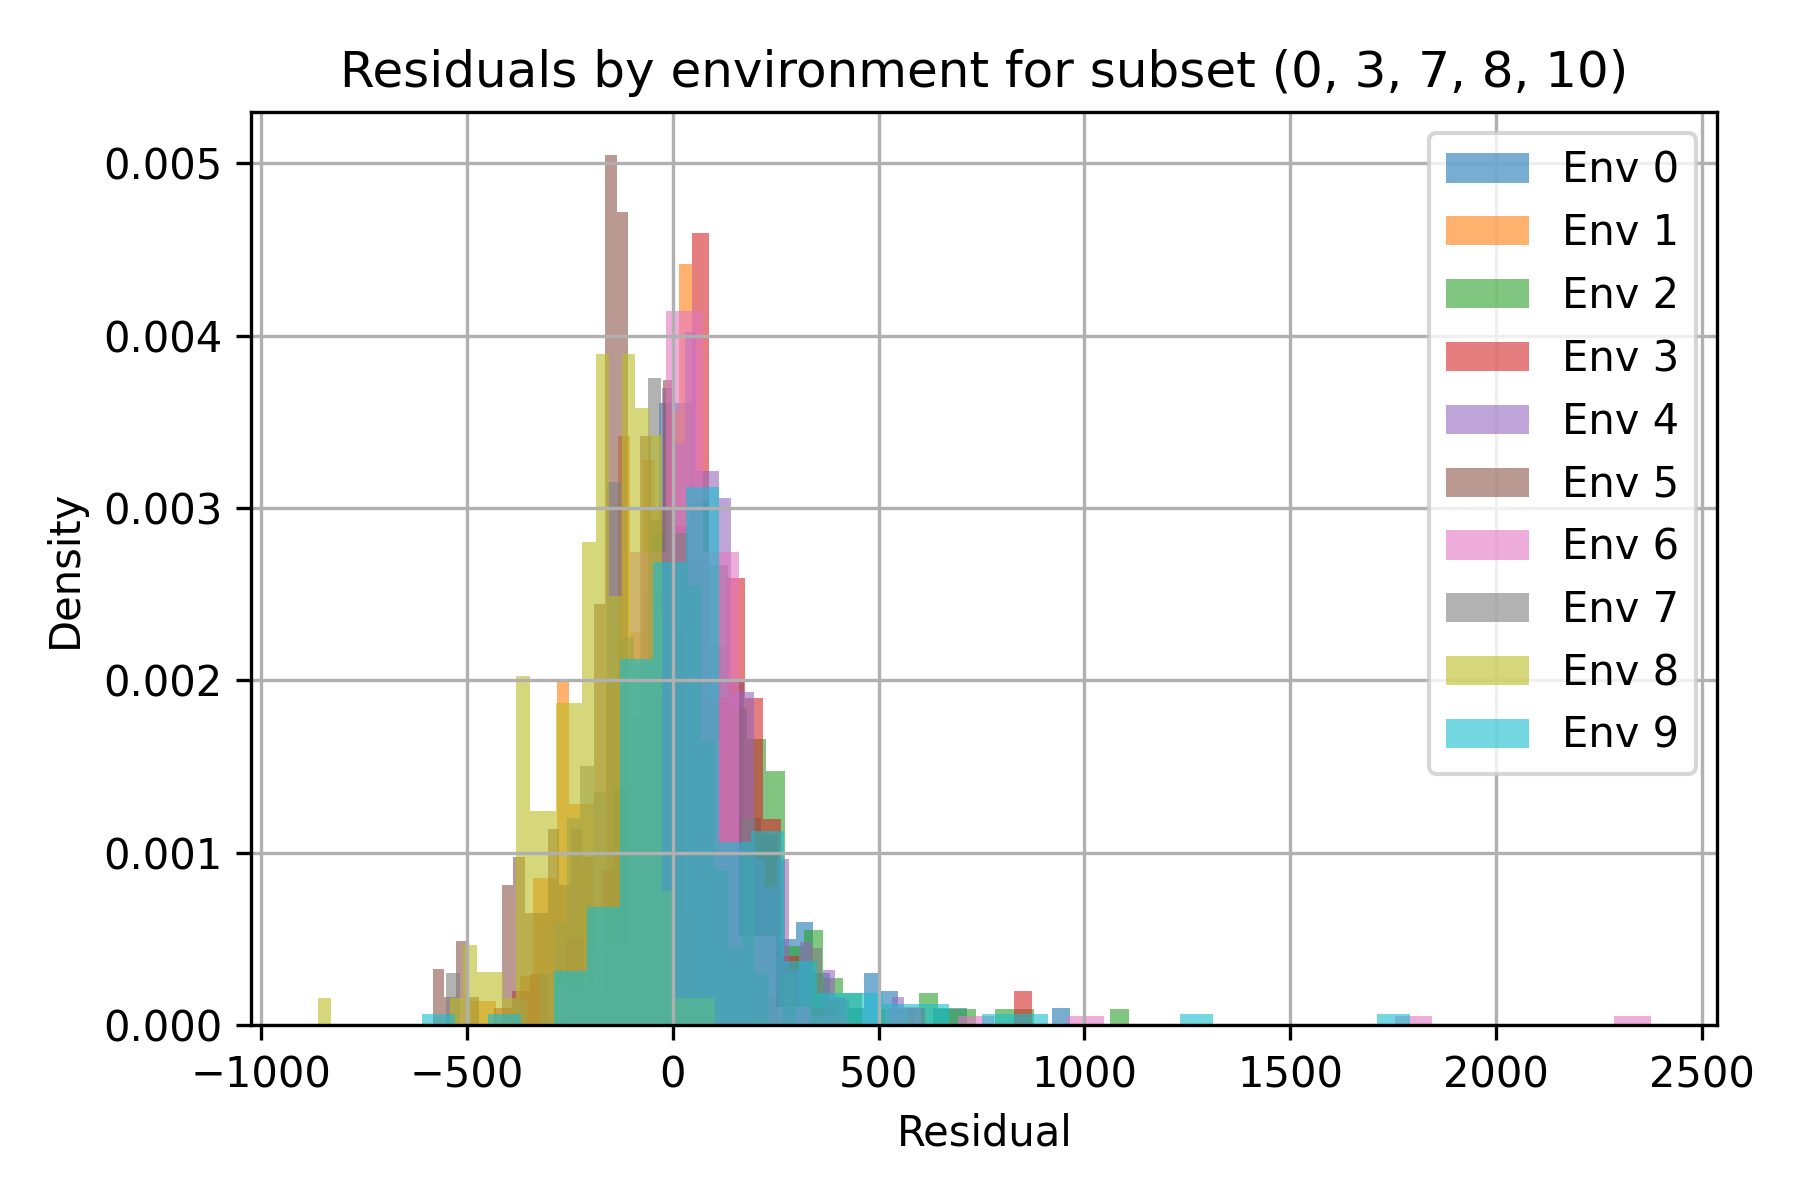 Residuals by environment for subset (0, 3, 7, 8, 10)
Density
0.005
0.004
0.003
0.002
0.001
0.000
−1000 −500 0 500 1000 1500 2000 2500
Residual
Env 0
Env 1
Env 2
Env 3
Env 4
Env 5
Env 6
Env 7
Env 8
Env 9